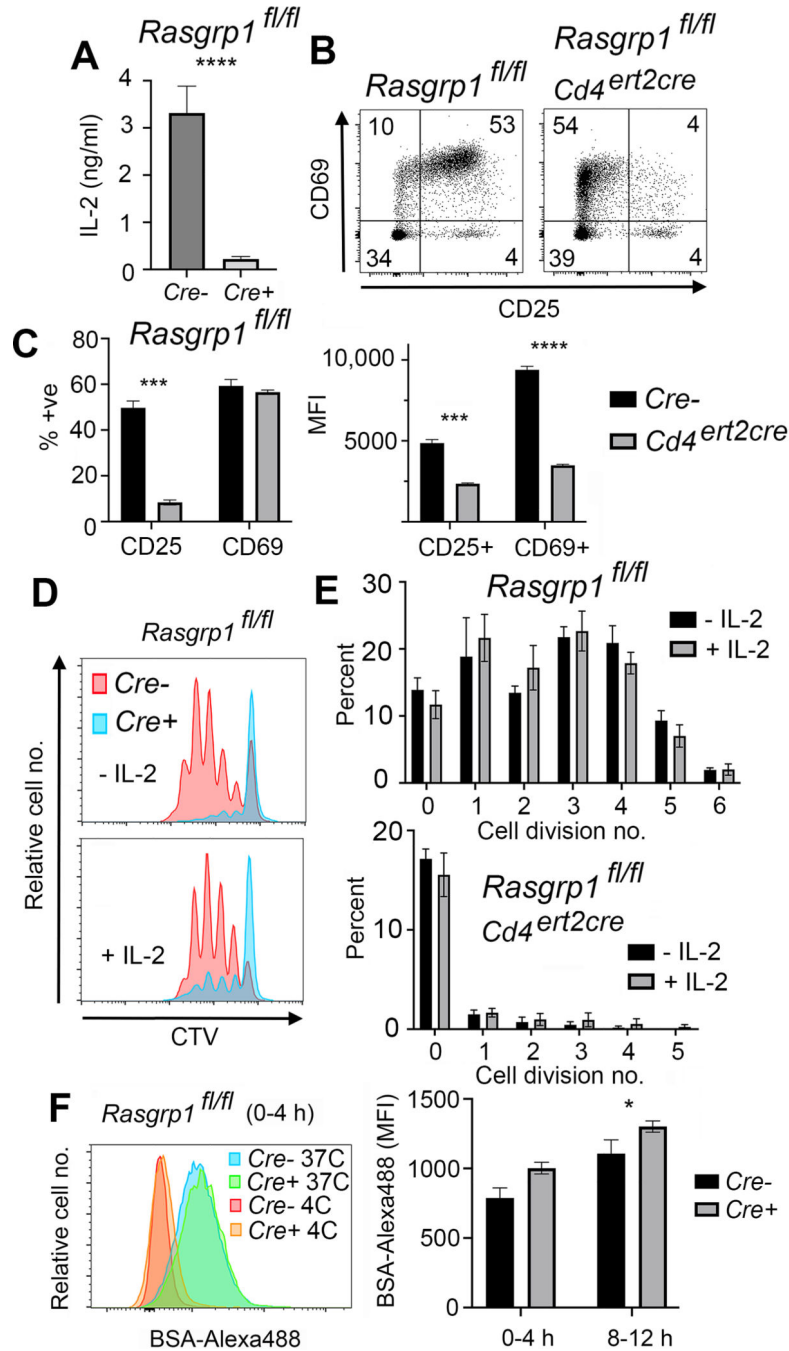 A
Rasgrp1 fl/fl
****
IL-2 (ng/ml)
4
3
2
1
0
Cre- Cre+
B
Rasgrp1 fl/fl
Rasgrp1 fl/fl
Cd4 ert2cre
10 53
34 4
54 4
39 4
CD69
CD25
C
Rasgrp1 fl/fl
% +ve
80
60
40
20
0
***
CD25 CD69
MFI
10,000
5000
***
****
CD25+ CD69+
Cre-
Cd4 ert2cre
D
Rasgrp1 fl/fl
Relative cell no.
Cre-
Cre+
- IL-2
+ IL-2
CTV
E
Rasgrp1 fl/fl
- IL-2
+ IL-2
Percent
30
20
10
0
0 1 2 3 4 5 6
Cell division no.
Percent
20
10
0
Rasgrp1 fl/fl
Cd4 ert2cre
- IL-2
+ IL-2
0 1 2 3 4 5
Cell division no.
F
Rasgrp1 fl/fl (0-4 h)
Relative cell no.
Cre- 37C
Cre+ 37C
Cre- 4C
Cre+ 4C
BSA-Alexa488
BSA-Alexa488 (MFI)
1500
1000
500
0
*
0-4 h 8-12 h
Cre-
Cre+